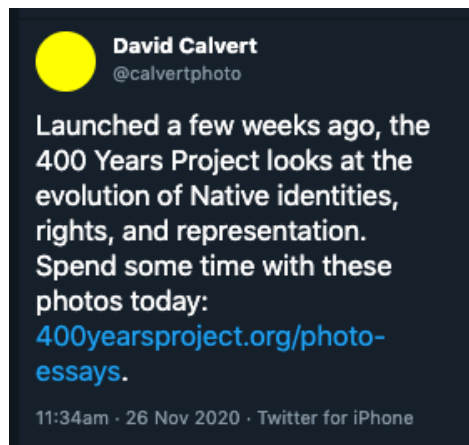 David Calvert
@calvertphoto
Launched a few weeks ago, the
400 Years Project looks at the
evolution of Native identities,
rights, and representation.
Spend some time with these
photos today:
400yearsproject.org/photo-
essays.
11:34am · 26 Nov 2020 · Twitter for iPhone